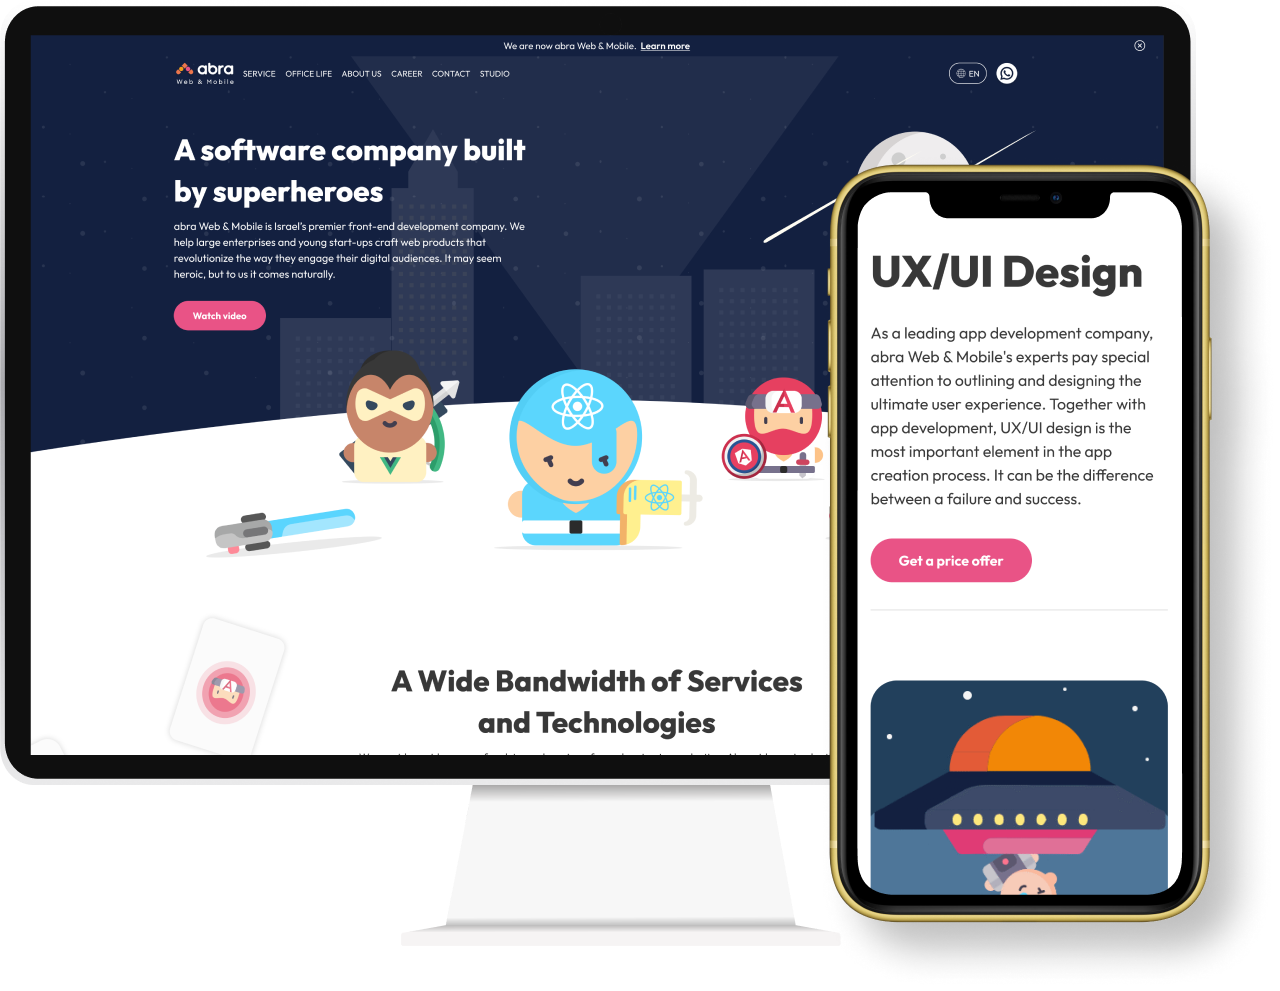 We are now abra Web & Mobile. Learn more
abra
Web & Mobile
SERVICE OFFICE LIFE ABOUT US CAREER CONTACT STUDIO
EN
A software company built
by superheroes
abra Web & Mobile is Israel's premier front-end development company. We
help large enterprises and young start-ups craft web products that
revolutionize the way they engage their digital audiences. It may seem
heroic, but to us it comes naturally.
Watch video
A
A
A
A Wide Bandwidth of Services
and Technologies
UX/UI Design
As a leading app development company,
abra Web & Mobile's experts pay special
attention to outlining and designing the
ultimate user experience. Together with
app development, UX/UI design is the
most important element in the app
creation process. It can be the difference
between a failure and success.
Get a price offer